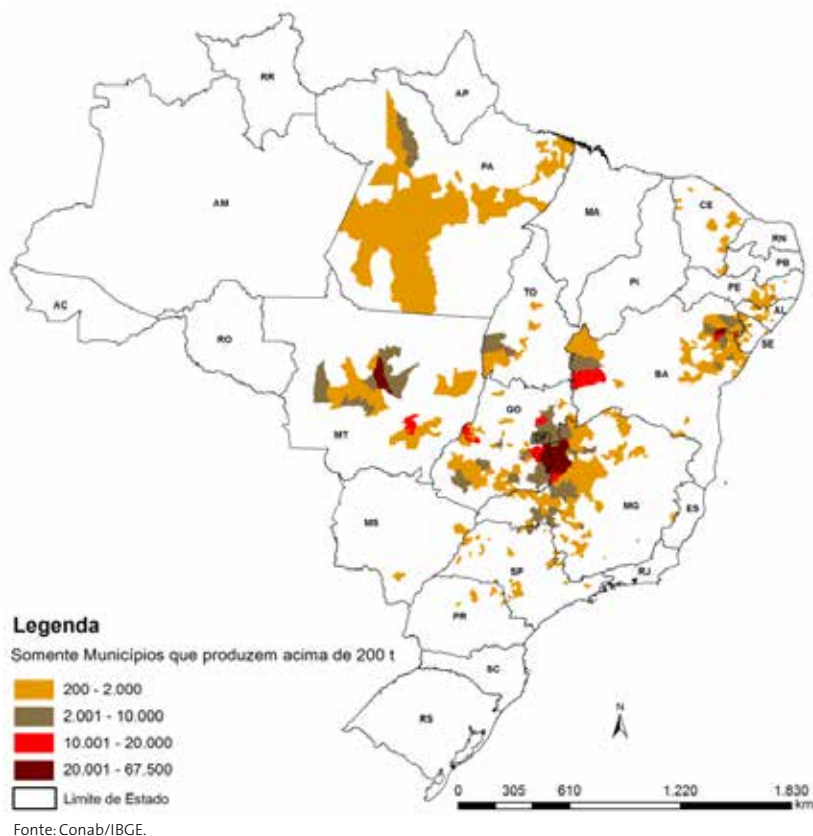 RR
AP
AM
PA
MA
CE
RN
PB
PI
PE
AL
SE
AC
TO
RO
BA
MT
GO
DF
MG
ES
MS
SP
RJ
PR
SC
RS
Legenda
Somente Municípios que produzem acima de 200 t
200 - 2.000
2.001 - 10.000
10.001 - 20.000
20.001 - 67.500
Limite de Estado
N
0 305 610 1.220 1.830
km
Fonte: Conab/IBGE.